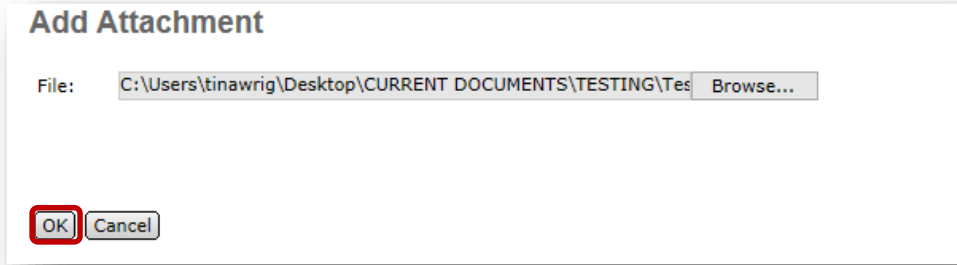 Add Attachment
File: C:\Users\tinawrig\Desktop\CURRENT DOCUMENTS\TESTING\Tes Browse...
OK Cancel